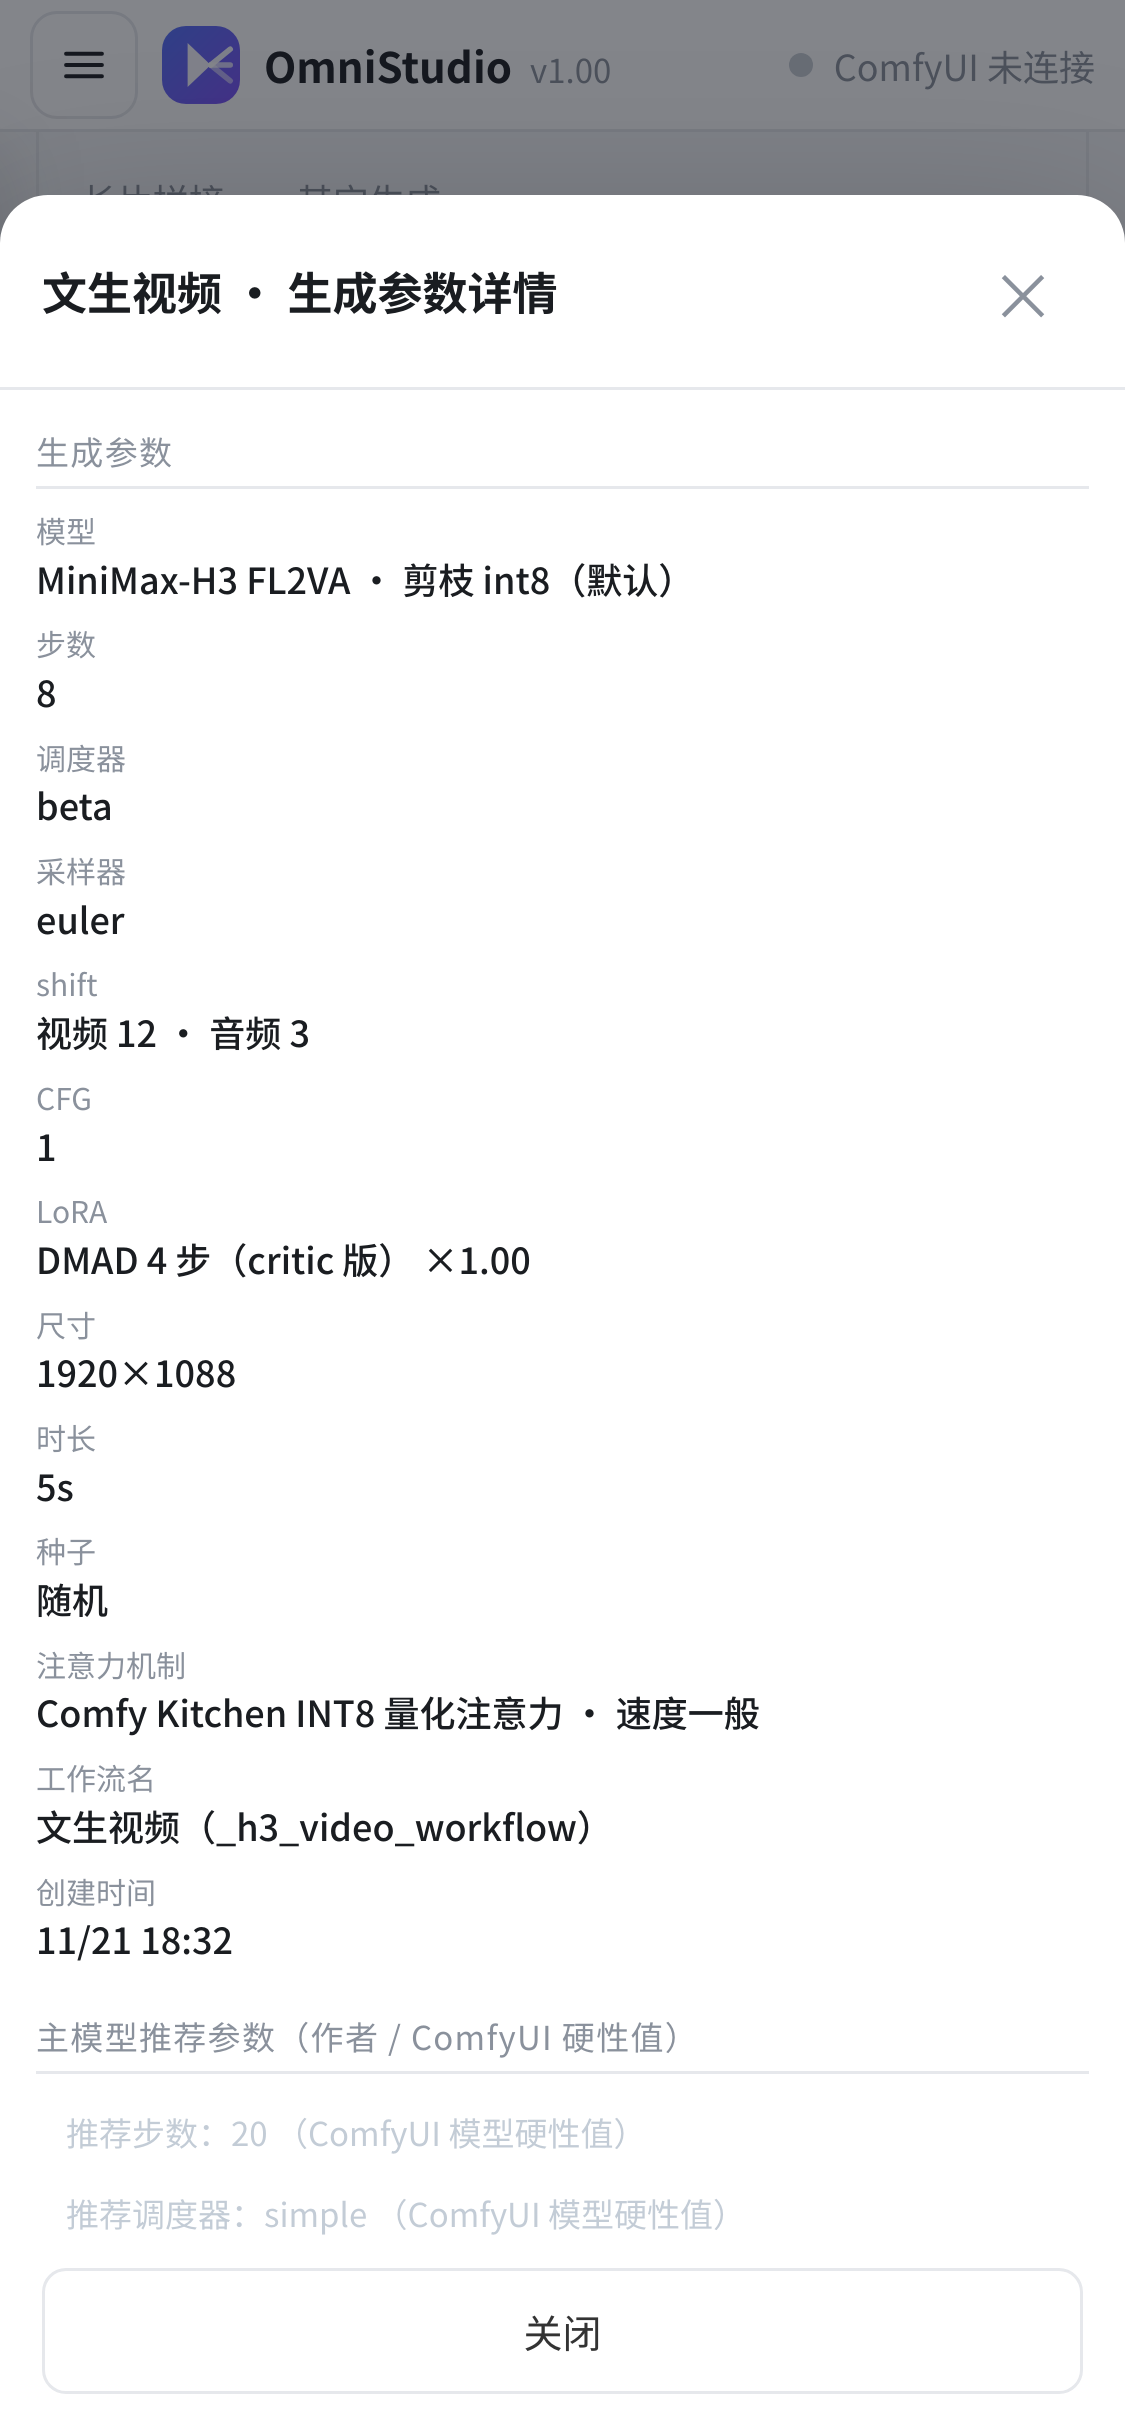 OmniStudio v1.00
ComfyUI 未连接
文生视频 · 生成参数详情
生成参数
模型
MiniMax-H3 FL2VA · 剪枝 int8（默认）
步数
8
调度器
beta
采样器
euler
shift
视频 12 · 音频 3
CFG
1
LoRA
DMAD 4 步（critic 版） ×1.00
尺寸
1920×1088
时长
5s
种子
随机
注意力机制
Comfy Kitchen INT8 量化注意力 · 速度一般
工作流名
文生视频（_h3_video_workflow）
创建时间
11/21 18:32
主模型推荐参数（作者 / ComfyUI 硬性值）
推荐步数：20 （ComfyUI 模型硬性值）
推荐调度器：simple （ComfyUI 模型硬性值）
关闭